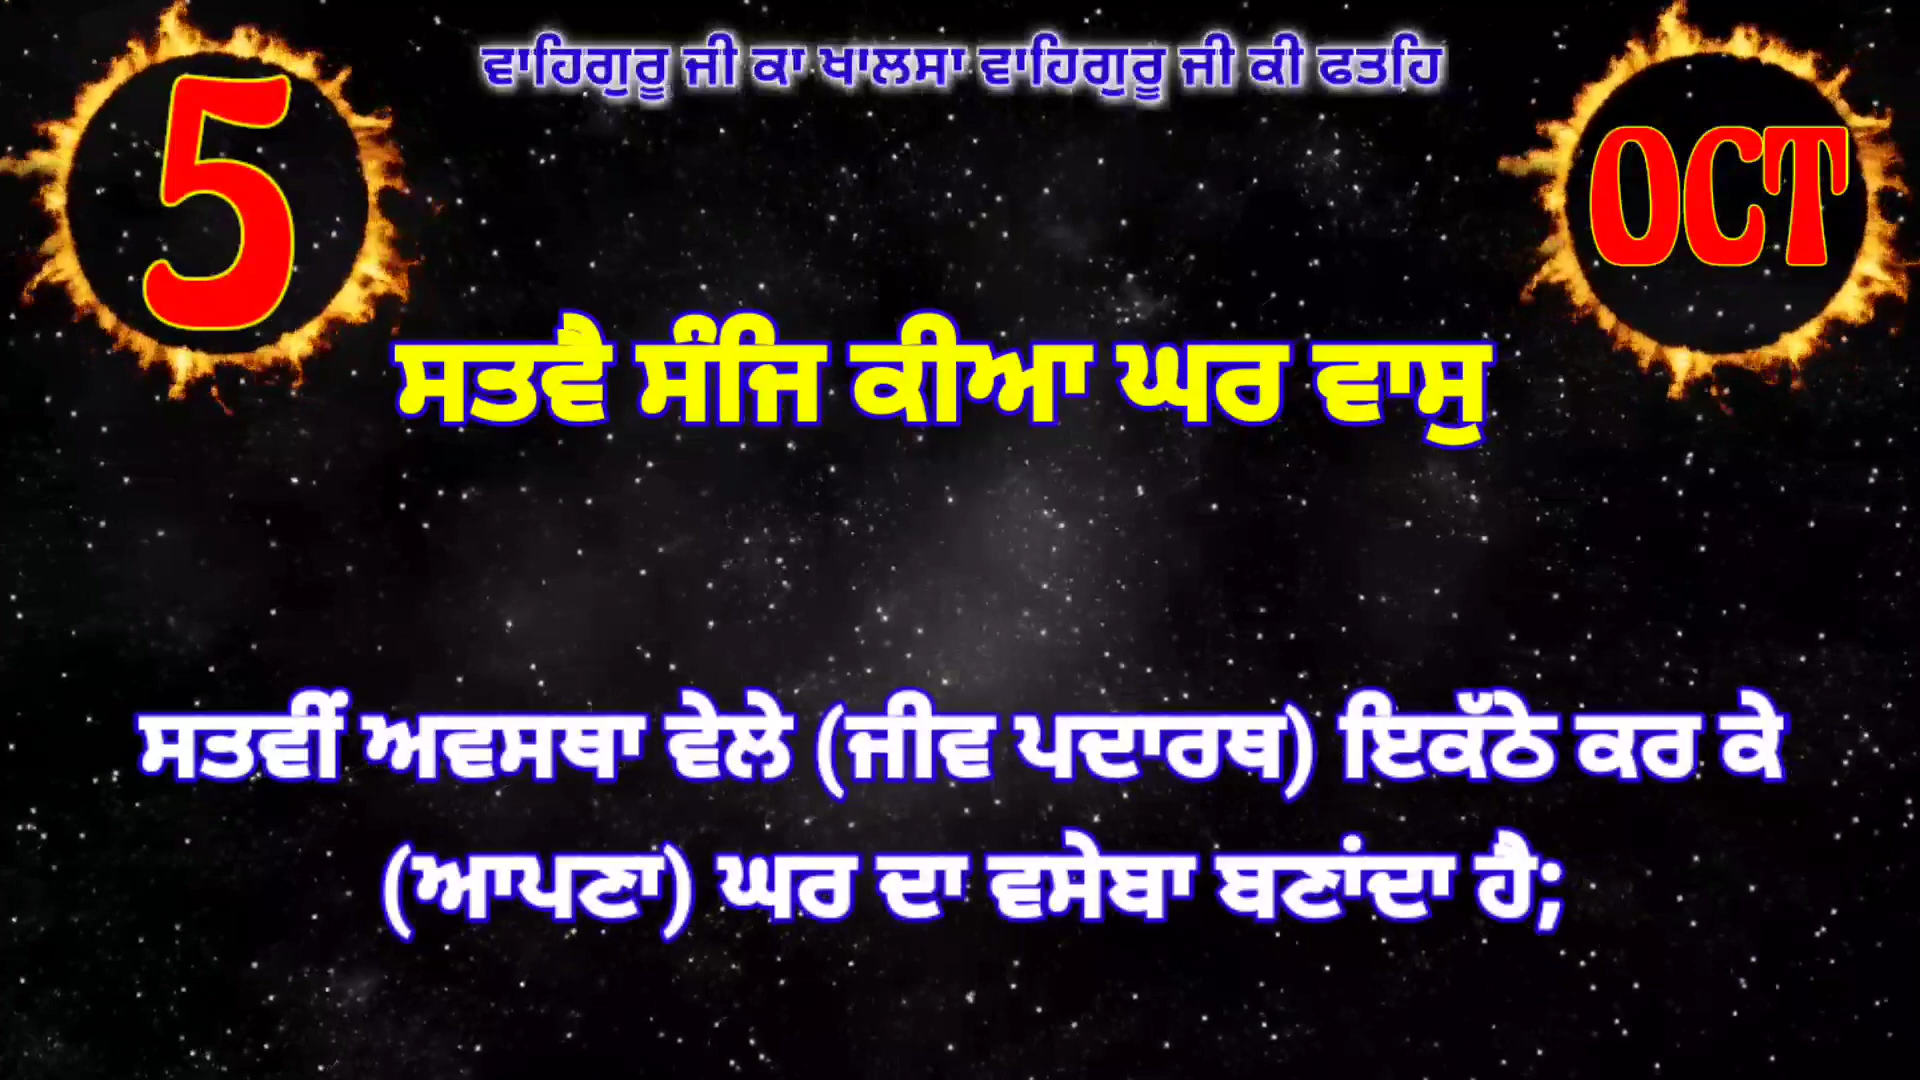 ਵਾਹਿਗੁਰੂ ਜੀ ਕਾ ਖਾਲਸਾ ਵਾਹਿਗੁਰੂ ਜੀ ਕੀ ਫਤਹਿ
5
OCT
ਸਤਵੈ ਸੰਜਿ ਕੀਆ ਘਰ ਵਾਸੁ
ਸਤਵੀਂ ਅਵਸਥਾ ਵੇਲੇ (ਜੀਵ ਪਦਾਰਥ) ਇਕੱਠੇ ਕਰ ਕੇ
(ਆਪਣਾ) ਘਰ ਦਾ ਵਸੇਬਾ ਬਣਾਂਦਾ ਹੈ;